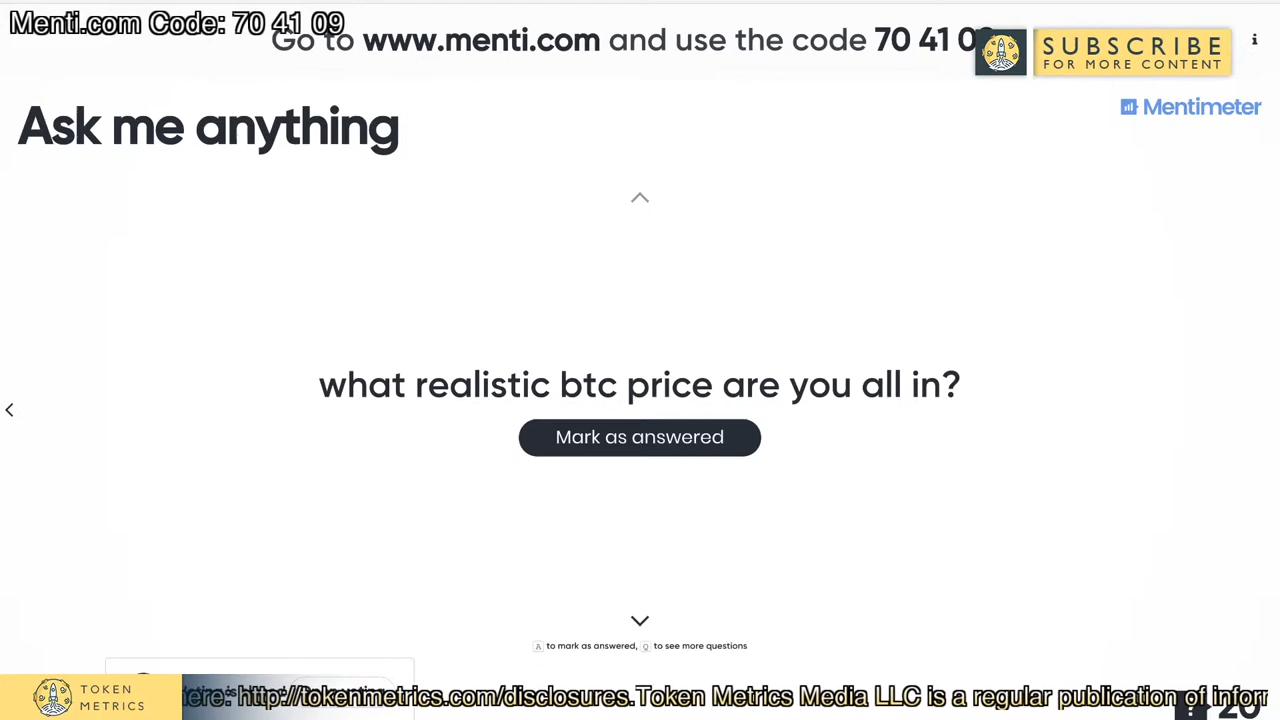 Menti.com Code: 70 41 09
Go to www.menti.com and use the code 70 41
SUBSCRIBE
FOR MORE CONTENT
i
Mentimeter
Ask me anything
what realistic btc price are you all in?
Mark as answered
A to mark as answered, Q to see more questions
TOKEN
METRICS
here: http://tokenmetrics.com/disclosures.Token Metrics Media LLC is a regular publication of inform
? 20